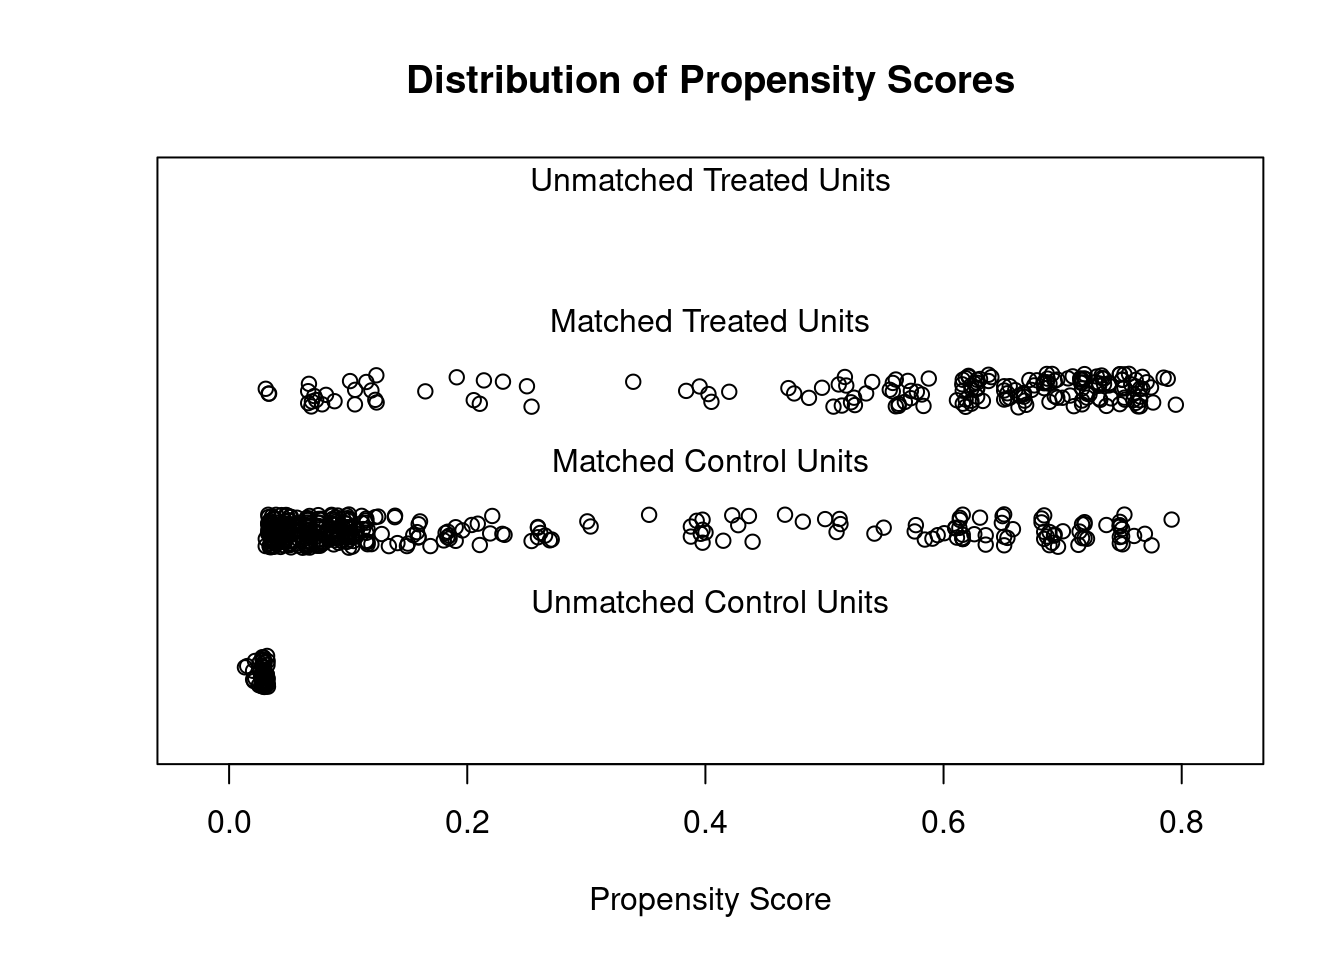 Distribution of Propensity Scores
Unmatched Treated Units
Matched Treated Units
Matched Control Units
Unmatched Control Units
0.0 0.2 0.4 0.6 0.8
Propensity Score